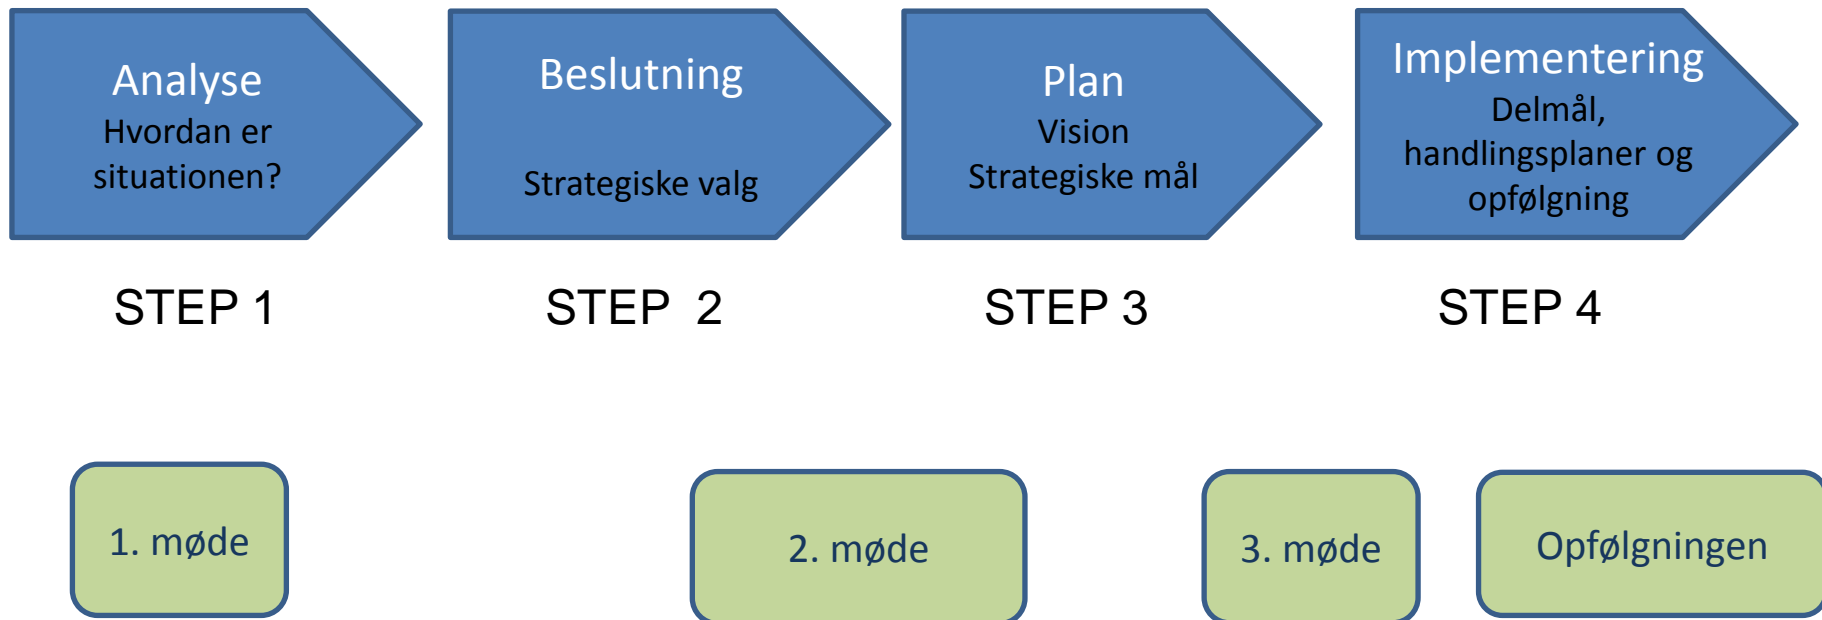 Analyse
Hvordan er
situationen?
Beslutning
Strategiske valg
Plan
Vision
Strategiske mål
Implementering
Delmål,
handlingsplaner og
opfølgning
STEP 1
STEP  2
STEP 3
STEP 4
1. møde
2. møde
3. møde
Opfølgningen